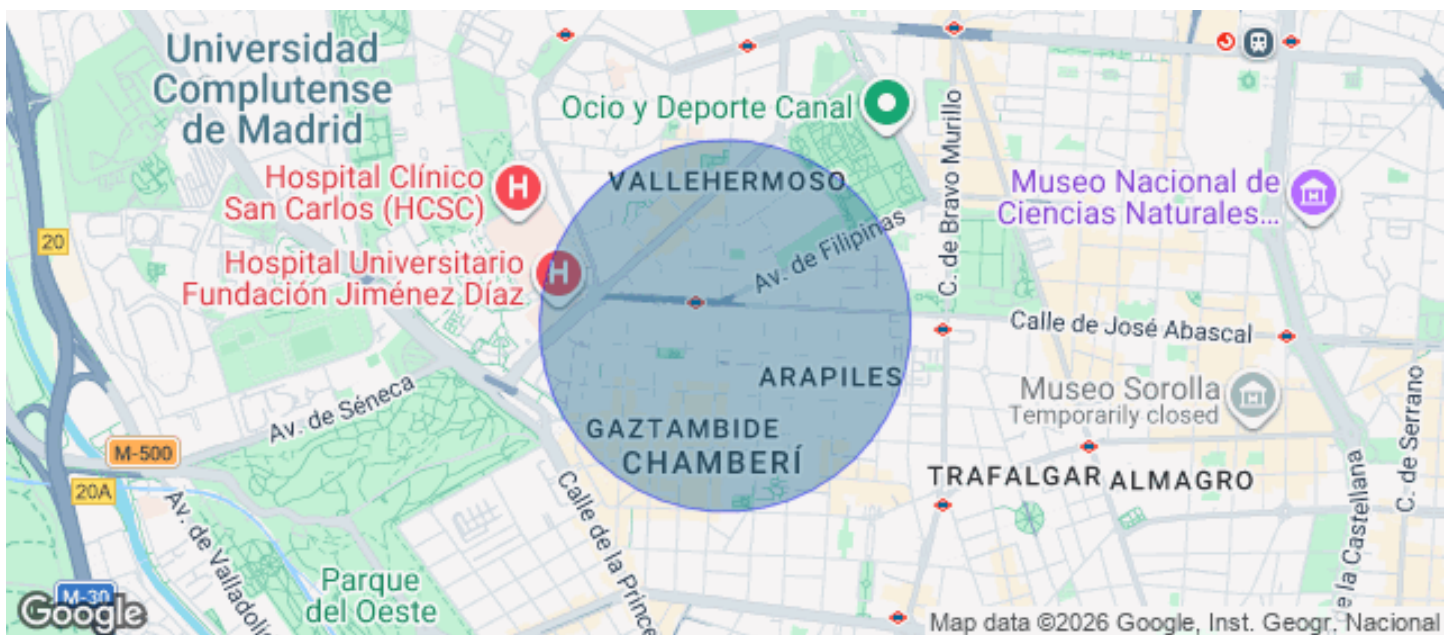 Universidad
Complutense
de Madrid
Ocio y Deporte Canal
C. de Bravo Murillo
Hospital Clínico
San Carlos (HCSC)
VALLEHERMOSO
Museo Nacional de
Ciencias Naturales...
20
Hospital Universitario
Fundación Jiménez Díaz
H
H
Av. de Filipinas
Calle de José Abascal
ARAPILES
Museo Sorolla
Temporarily closed
Av. de Séneca
GAZTAMBIDE
CHAMBERÍ
C. de Serrano
M-500
20A
TRAFALGAR
ALMAGRO
Av. de Valladolid
Calle de la Prince
e la Castellana
Parque
del Oeste
M-30
Google
Map data ©2026 Google, Inst. Geogr. Nacional